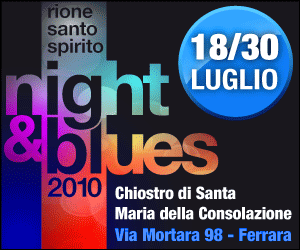 rione
santo
spirito
night
&blues
2010
18/30
LUGLIO
Chiostro di Santa
Maria della Consolazione
Via Mortara 98 - Ferrara